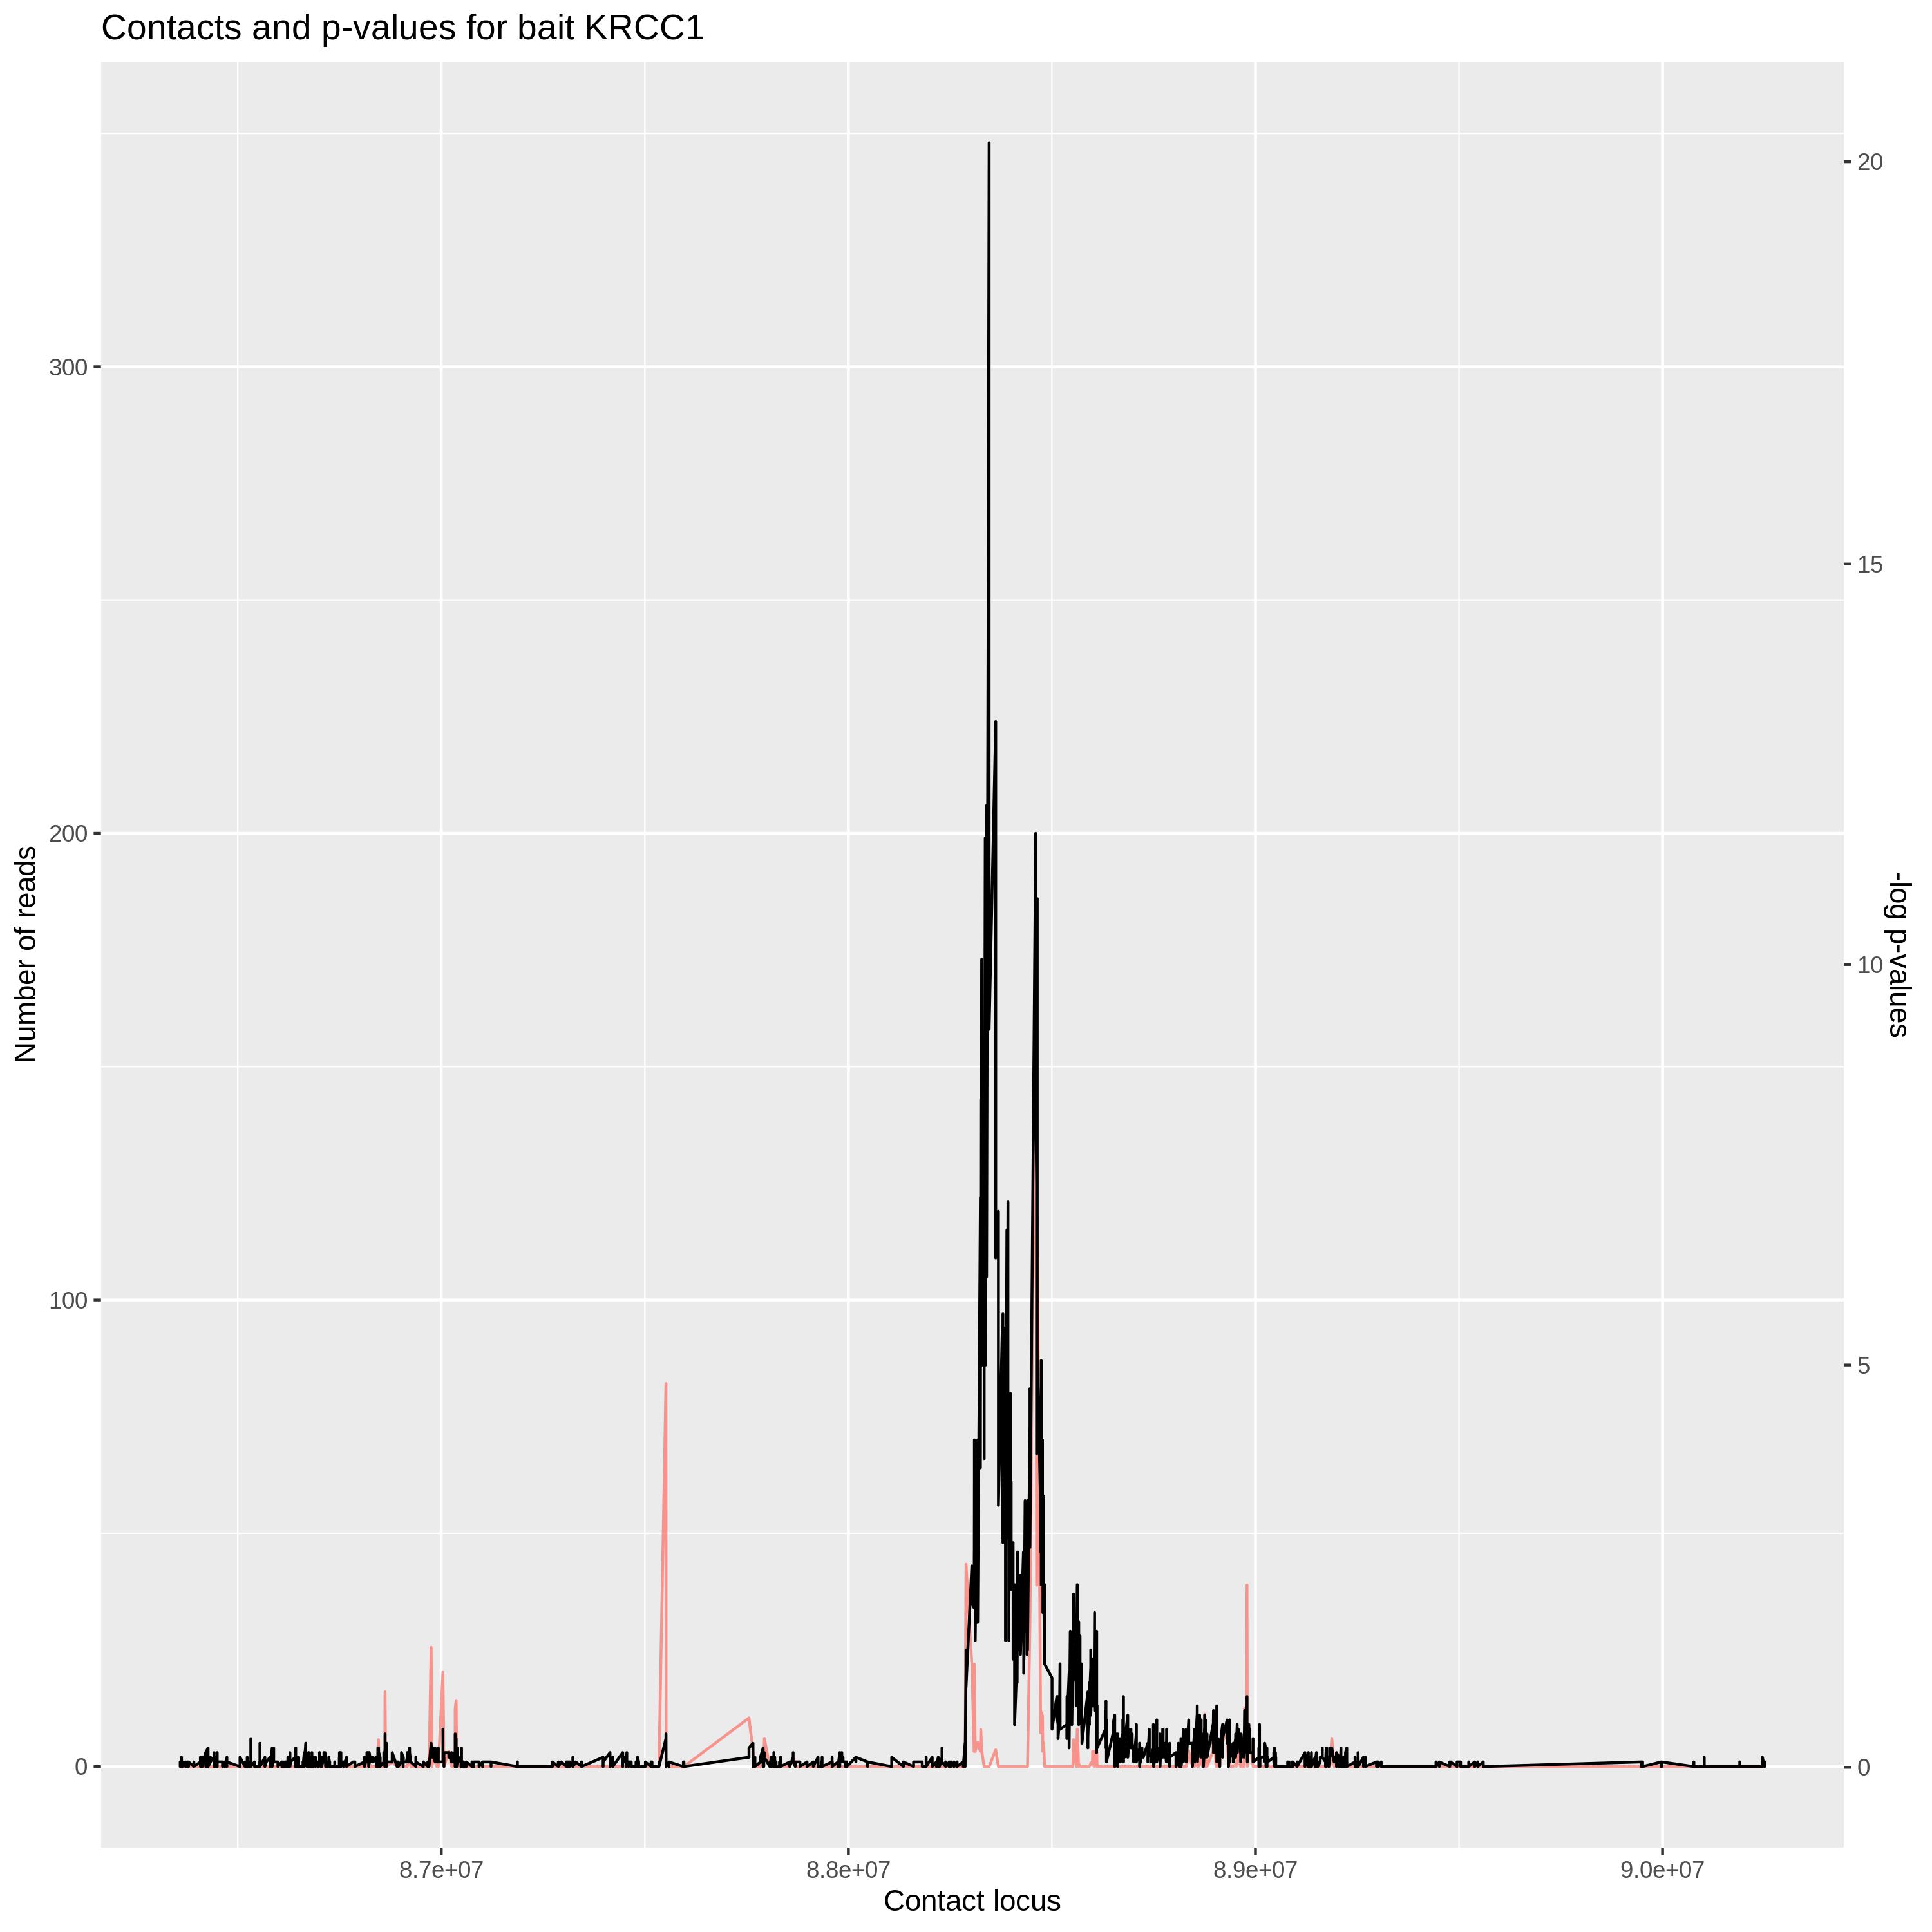 Contacts and p-values for bait KRCC1
300
200
100
0
20
15
10
5
0
Number of reads
-log p-values
8.7e+07 8.8e+07 8.9e+07 9.0e+07
Contact locus